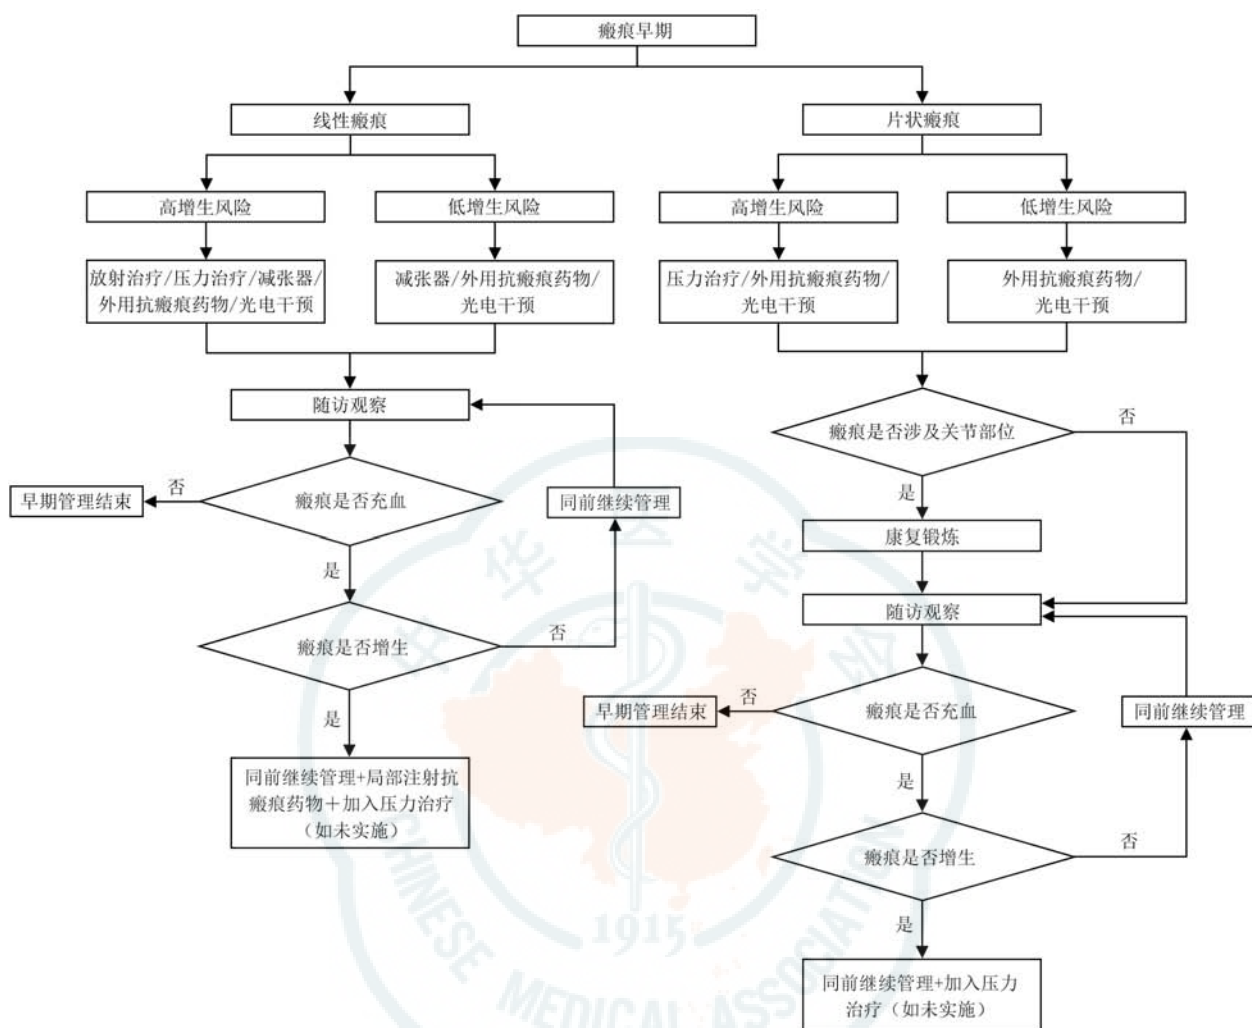 瘢痕早期
线性瘢痕
片状瘢痕
高增生风险
低增生风险
高增生风险
低增生风险
放射治疗/压力治疗/减张器/
外用抗瘢痕药物/光电干预
减张器/外用抗瘢痕药物/
光电干预
压力治疗/外用抗瘢痕药物/
光电干预
外用抗瘢痕药物/
光电干预
随访观察
瘢痕是否充血
否
早期管理结束
是
瘢痕是否增生
否
同前继续管理
是
同前继续管理+局部注射抗
瘢痕药物+加入压力治疗
（如未实施）
瘢痕是否涉及关节部位
否
是
康复锻炼
随访观察
瘢痕是否充血
否
早期管理结束
是
瘢痕是否增生
否
同前继续管理
是
同前继续管理+加入压力
治疗（如未实施）
中华医学会
1915
CHINESE MEDICAL ASSOCIATION